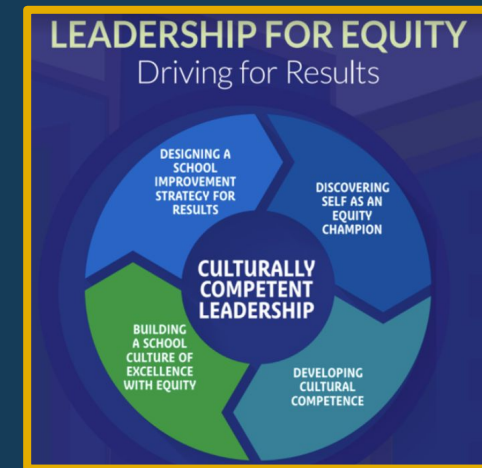 LEADERSHIP FOR EQUITY
Driving for Results
DESIGNING A
SCHOOL
IMPROVEMENT
STRATEGY FOR
RESULTS
DISCOVERING
SELF AS AN
EQUITY
CHAMPION
CULTURALLY
COMPETENT
LEADERSHIP
BUILDING
A SCHOOL
CULTURE OF
EXCELLENCE
WITH EQUITY
DEVELOPING
CULTURAL
COMPETENCE